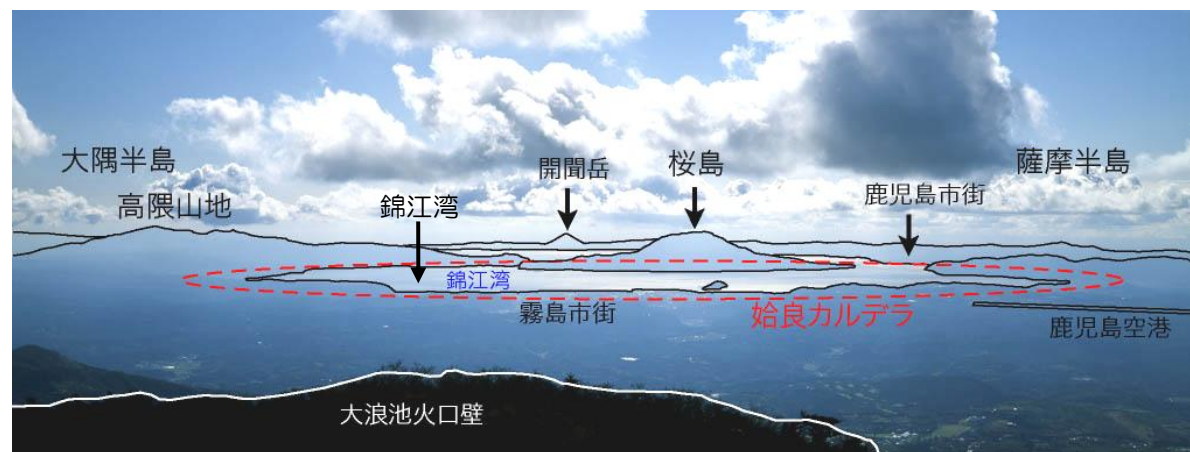 大隅半島
高隈山地
錦江湾
開聞岳
桜島
鹿児島市街
薩摩半島
錦江湾
霧島市街
姶良カルデラ
鹿児島空港
大浪池火口壁